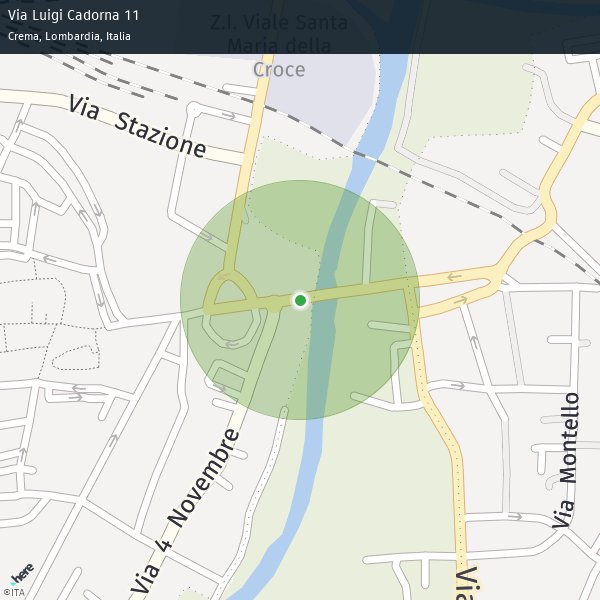 Via Luigi Cadorna 11
Crema, Lombardia, Italia
Z.I. Viale Santa
Maria della
Croce
Via Stazione
Via 4 Novembre
Via Montello
Via
here
©ITA